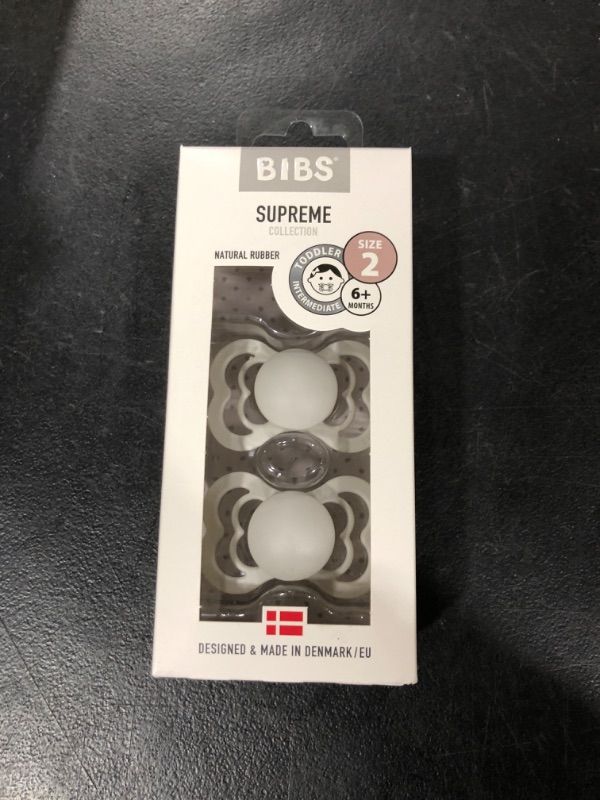 BIBS®
SUPREME
COLLECTION
NATURAL RUBBER
TODDLER
INTERMEDIATE
SIZE
2
6+
MONTHS
DESIGNED & MADE IN DENMARK/EU